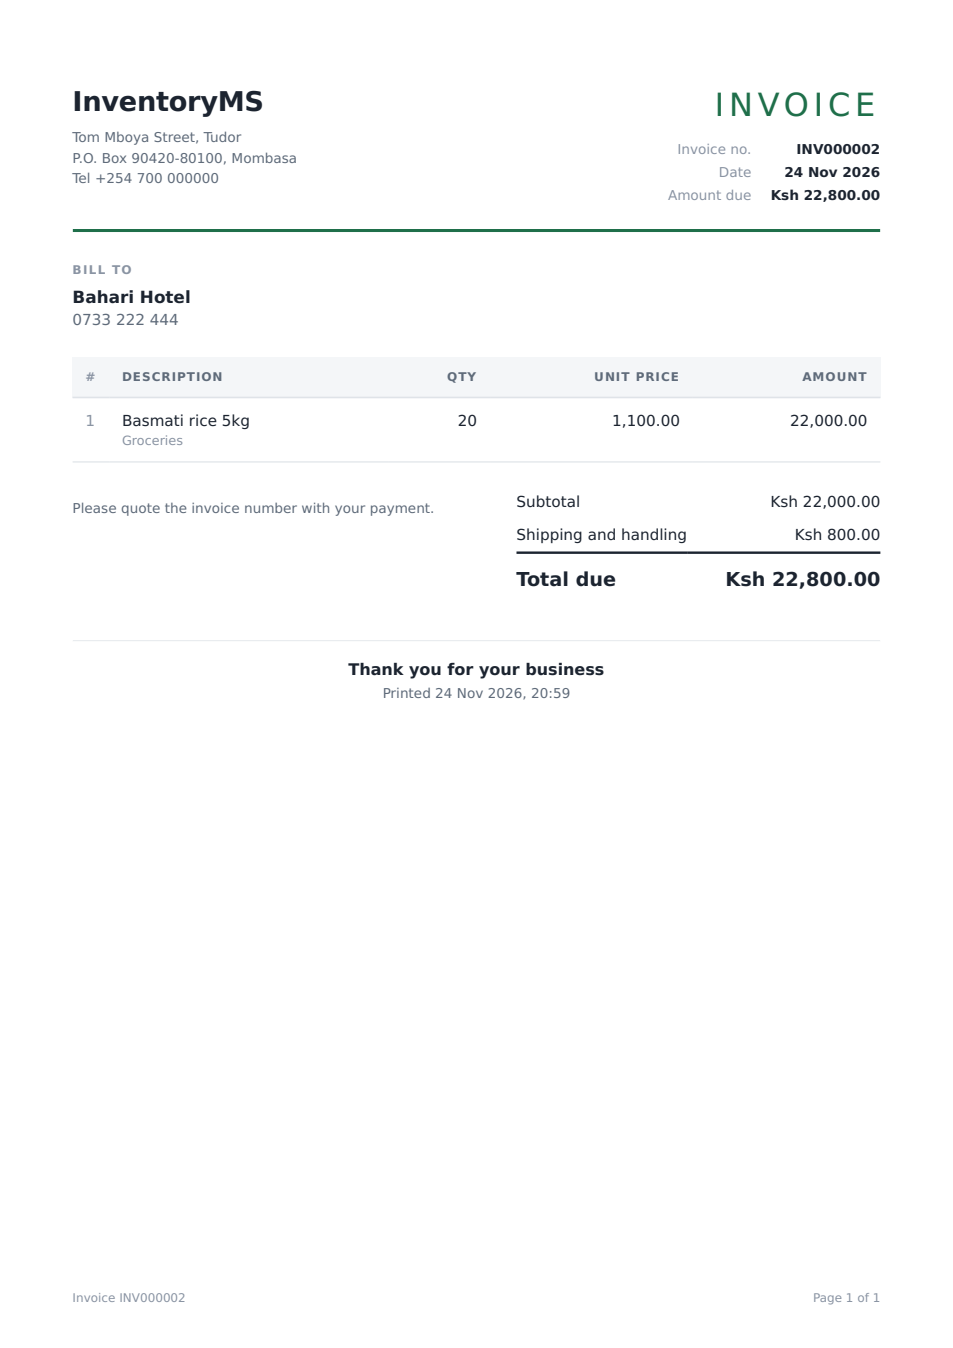 InventoryMS
Tom Mboya Street, Tudor
P.O. Box 90420-80100, Mombasa
Tel +254 700 000000
INVOICE
Invoice no. INV000002
Date 24 Nov 2026
Amount due Ksh 22,800.00
BILL TO
Bahari Hotel
0733 222 444
# DESCRIPTION QTY UNIT PRICE AMOUNT
1 Basmati rice 5kg 20 1,100.00 22,000.00
Groceries
Please quote the invoice number with your payment.
Subtotal Ksh 22,000.00
Shipping and handling Ksh 800.00
Total due Ksh 22,800.00
Thank you for your business
Printed 24 Nov 2026, 20:59
Invoice INV000002 Page 1 of 1